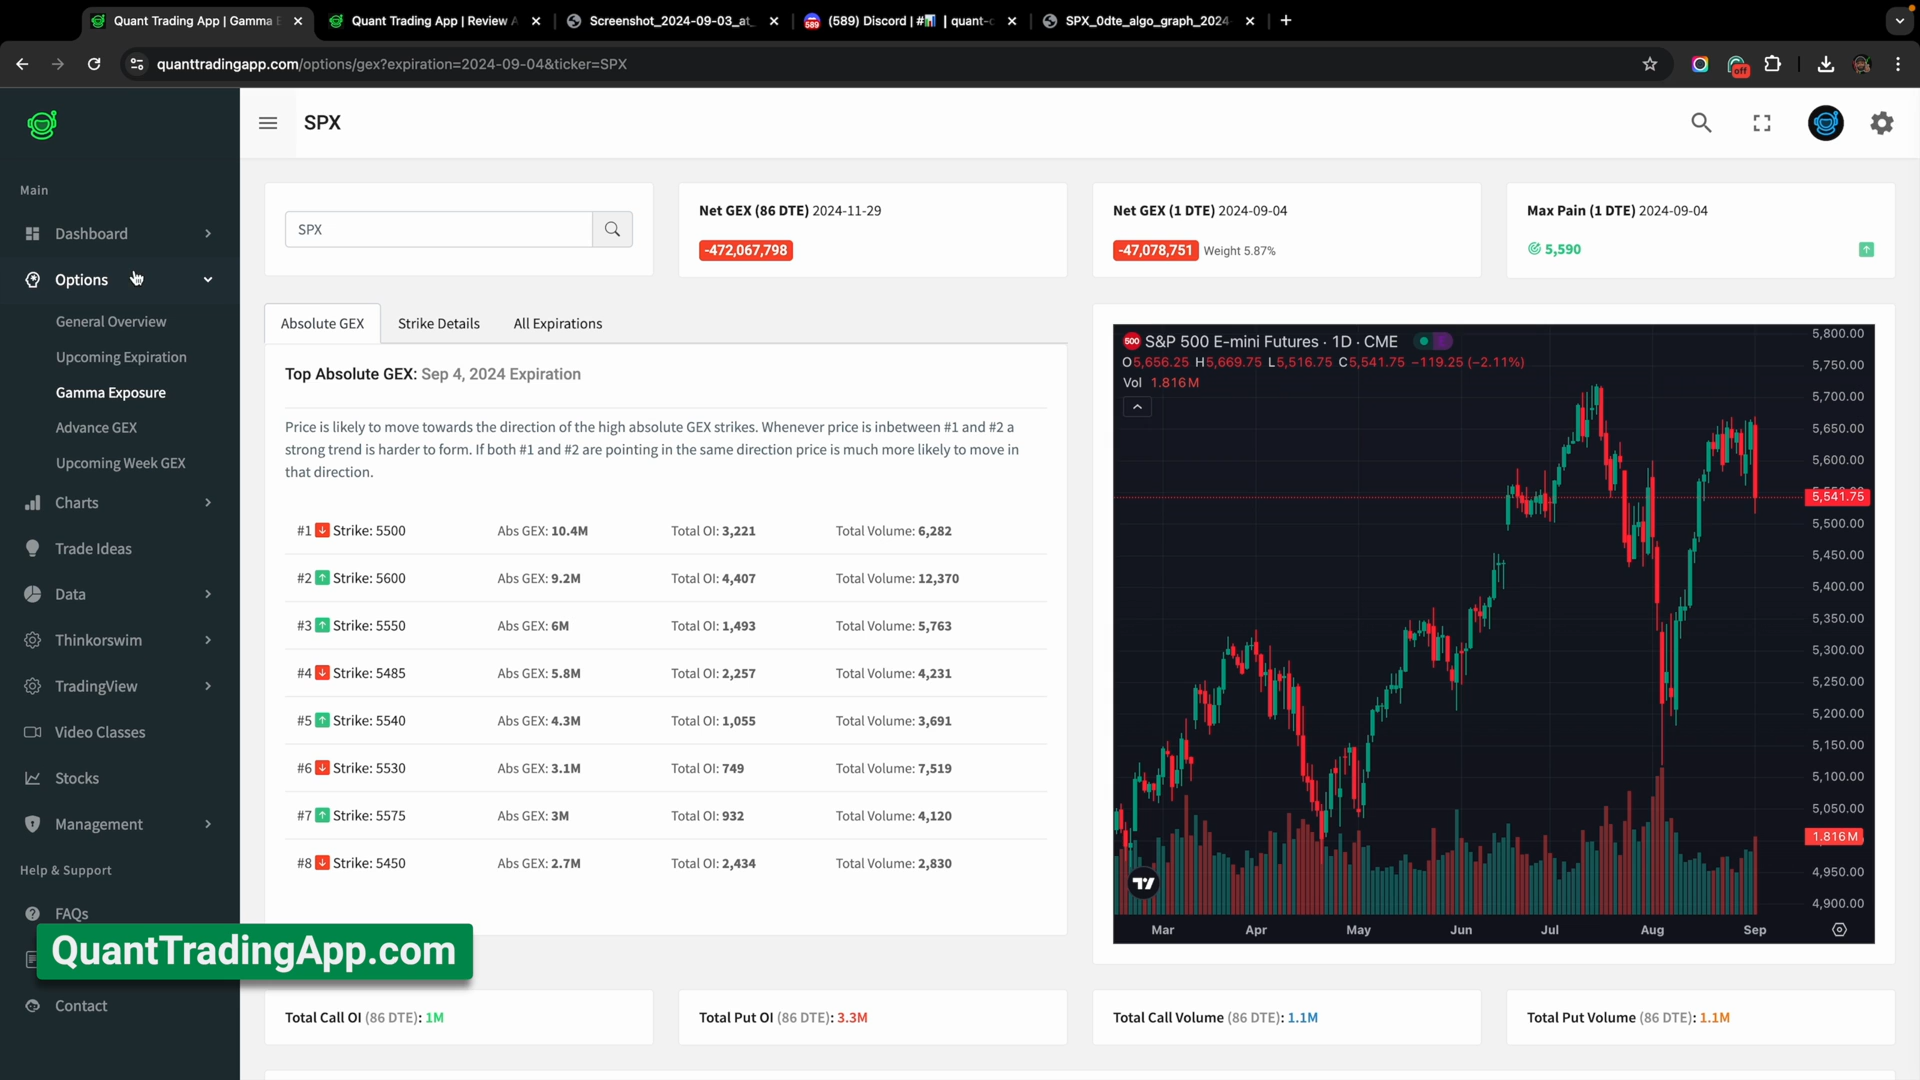 Quant Trading App | Gamma E
Quant Trading App | Review A
Screenshot_2024-09-03_at_
(589) Discord | #📊 | quant-c
SPX_0dte_algo_graph_2024-
quanttradingapp.com/options/gex?expiration=2024-09-04&ticker=SPX
off
SPX
Main
Dashboard
Options
General Overview
Upcoming Expiration
Gamma Exposure
Advance GEX
Upcoming Week GEX
Charts
Trade Ideas
Data
Thinkorswim
TradingView
Video Classes
Stocks
Management
Help & Support
FAQs
QuantTradingApp.com
Contact
SPX
Net GEX (86 DTE) 2024-11-29
-472,067,798
Net GEX (1 DTE) 2024-09-04
-47,078,751 Weight 5.87%
Max Pain (1 DTE) 2024-09-04
5,590
Absolute GEX Strike Details All Expirations
Top Absolute GEX: Sep 4, 2024 Expiration
Price is likely to move towards the direction of the high absolute GEX strikes. Whenever price is inbetween #1 and #2 a
strong trend is harder to form. If both #1 and #2 are pointing in the same direction price is much more likely to move in
that direction.
#1 Strike: 5500 Abs GEX: 10.4M Total OI: 3,221 Total Volume: 6,282
#2 Strike: 5600 Abs GEX: 9.2M Total OI: 4,407 Total Volume: 12,370
#3 Strike: 5550 Abs GEX: 6M Total OI: 1,493 Total Volume: 5,763
#4 Strike: 5485 Abs GEX: 5.8M Total OI: 2,257 Total Volume: 4,231
#5 Strike: 5540 Abs GEX: 4.3M Total OI: 1,055 Total Volume: 3,691
#6 Strike: 5530 Abs GEX: 3.1M Total OI: 749 Total Volume: 7,519
#7 Strike: 5575 Abs GEX: 3M Total OI: 932 Total Volume: 4,120
#8 Strike: 5450 Abs GEX: 2.7M Total OI: 2,434 Total Volume: 2,830
500 S&P 500 E-mini Futures · 1D · CME
O5,656.25 H5,669.75 L5,516.75 C5,541.75 −119.25 (−2.11%)
Vol 1.816M
5,800.00
5,750.00
5,700.00
5,650.00
5,600.00
5,541.75
5,500.00
5,450.00
5,400.00
5,350.00
5,300.00
5,250.00
5,200.00
5,150.00
5,100.00
5,050.00
1.816M
4,950.00
4,900.00
Mar Apr May Jun Jul Aug Sep
Total Call OI (86 DTE): 1M
Total Put OI (86 DTE): 3.3M
Total Call Volume (86 DTE): 1.1M
Total Put Volume (86 DTE): 1.1M